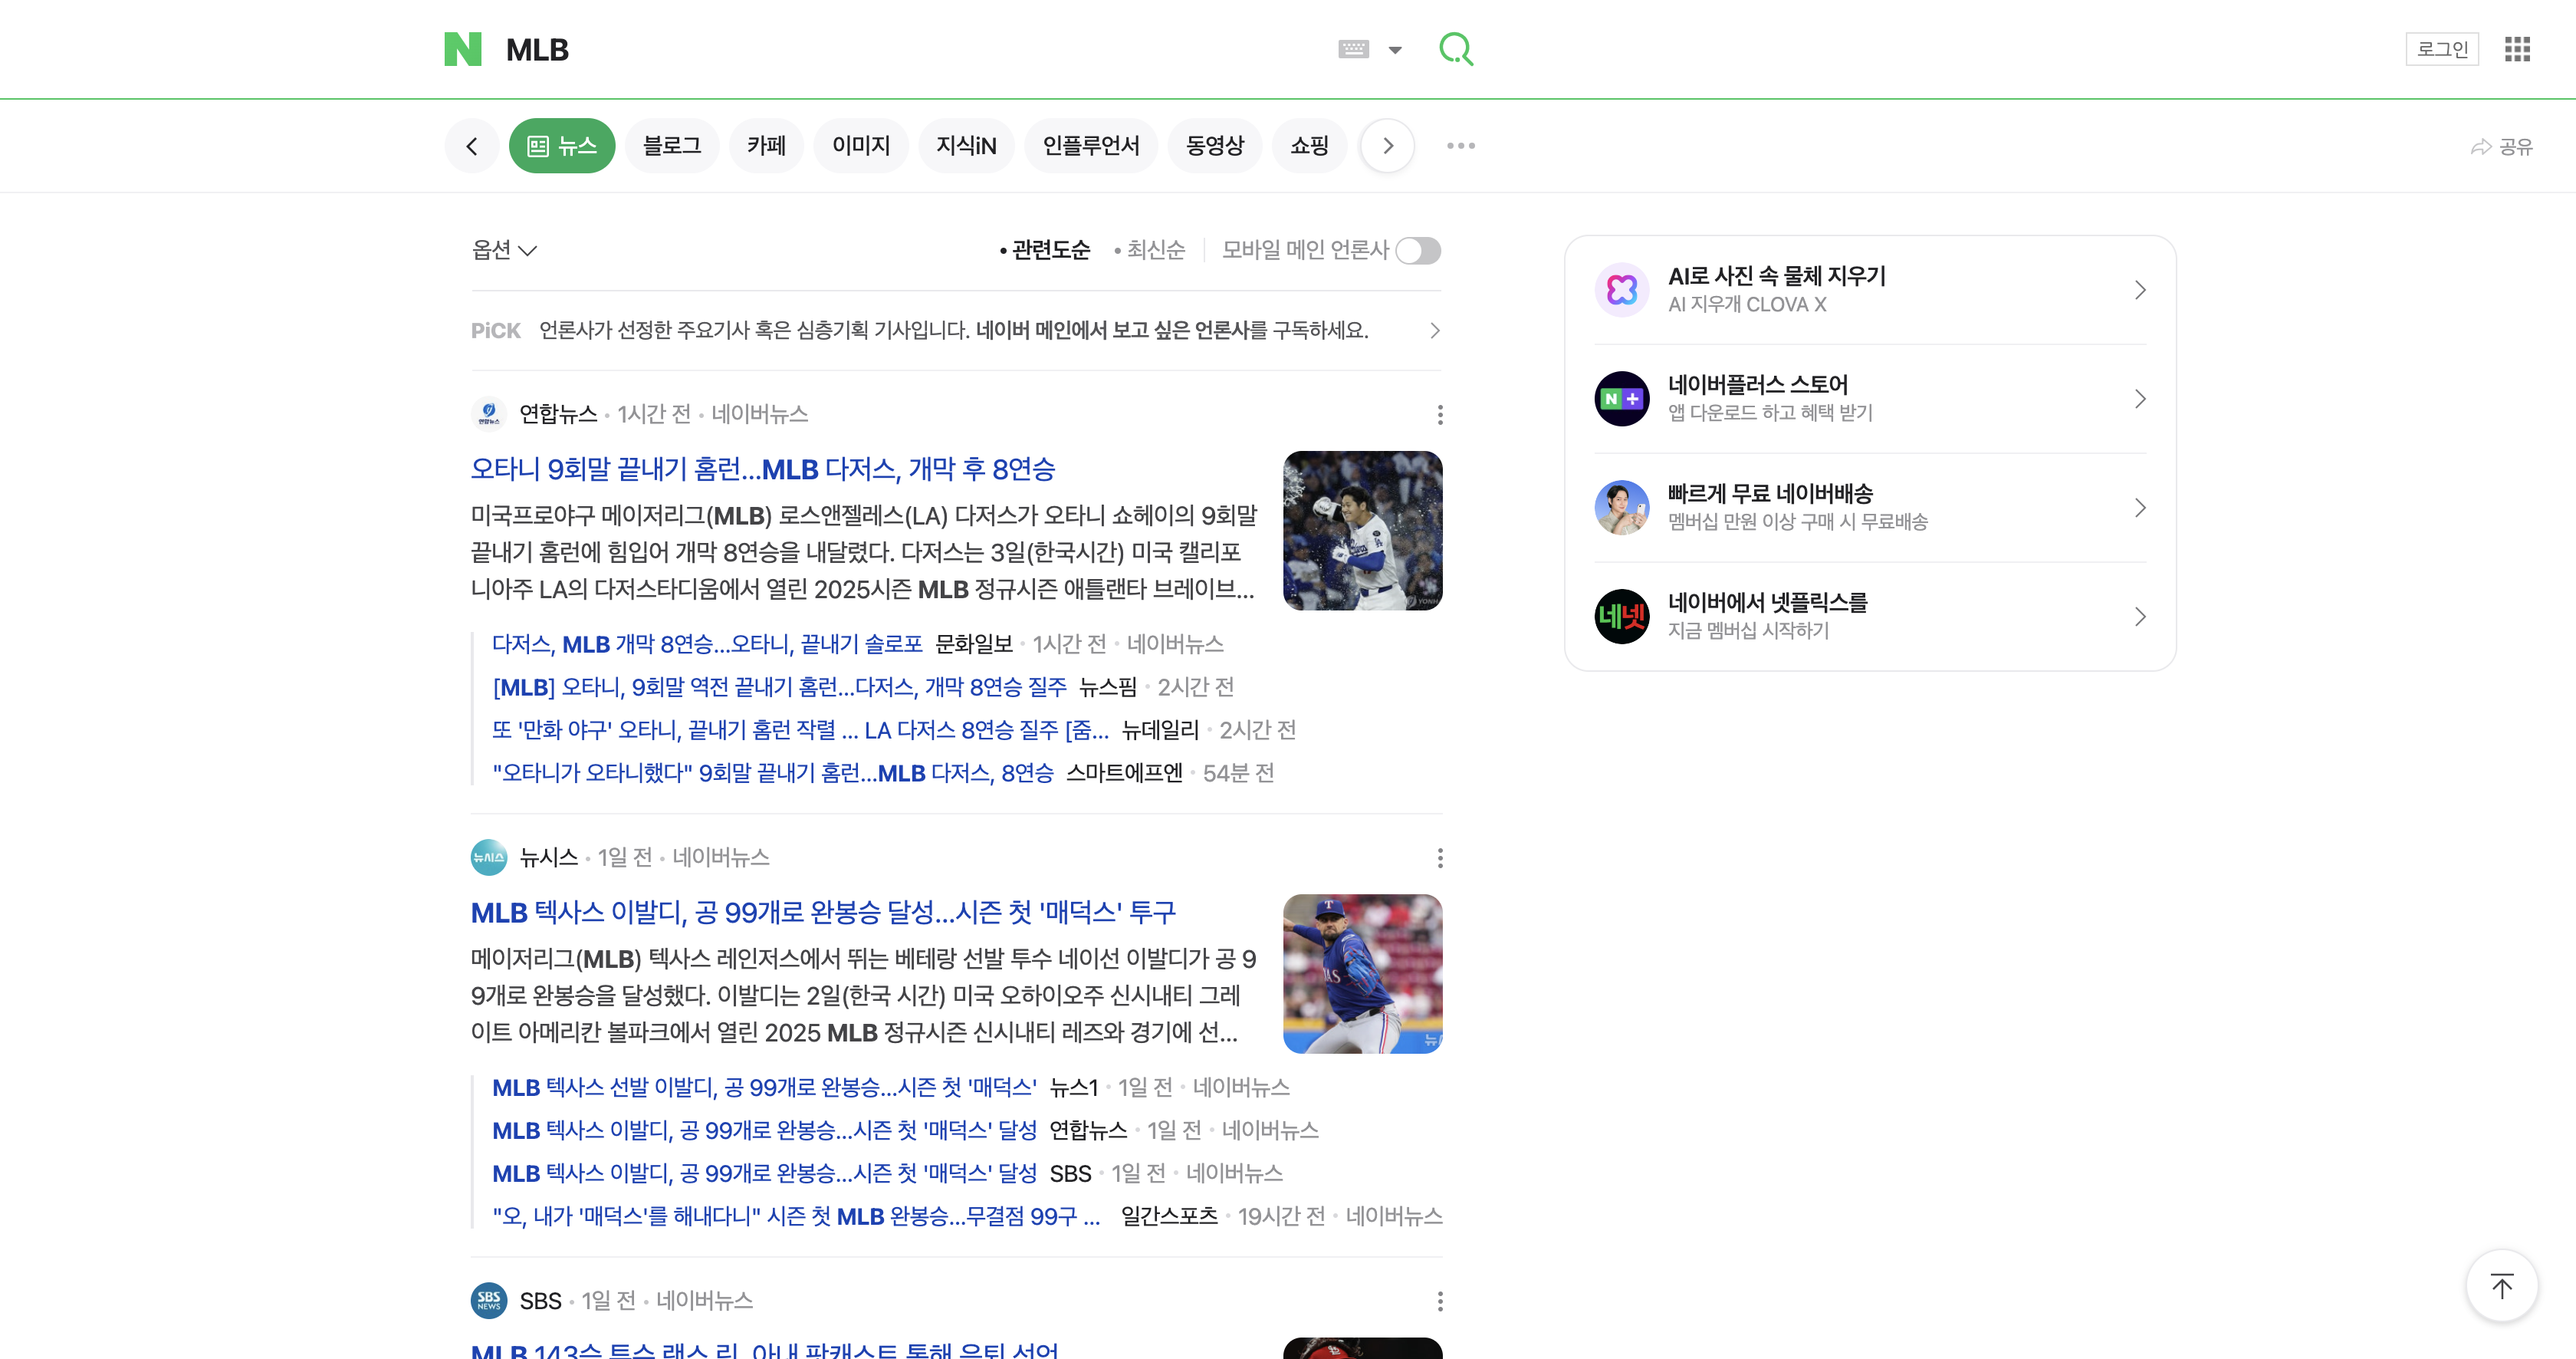 N MLB
로그인
뉴스 블로그 카페 이미지 지식iN 인플루언서 동영상 쇼핑
공유
옵션 • 관련도순 • 최신순 모바일 메인 언론사
PiCK 언론사가 선정한 주요기사 혹은 심층기획 기사입니다. 네이버 메인에서 보고 싶은 언론사를 구독하세요.
연합뉴스 • 1시간 전 • 네이버뉴스
오타니 9회말 끝내기 홈런…MLB 다저스, 개막 후 8연승
미국프로야구 메이저리그(MLB) 로스앤젤레스(LA) 다저스가 오타니 쇼헤이의 9회말
끝내기 홈런에 힘입어 개막 8연승을 내달렸다. 다저스는 3일(한국시간) 미국 캘리포
니아주 LA의 다저스타디움에서 열린 2025시즌 MLB 정규시즌 애틀랜타 브레이브...
다저스, MLB 개막 8연승…오타니, 끝내기 솔로포 문화일보 • 1시간 전 • 네이버뉴스
[MLB] 오타니, 9회말 역전 끝내기 홈런…다저스, 개막 8연승 질주 뉴스핌 • 2시간 전
또 '만화 야구' 오타니, 끝내기 홈런 작렬 … LA 다저스 8연승 질주 [줌... 뉴데일리 • 2시간 전
"오타니가 오타니했다" 9회말 끝내기 홈런…MLB 다저스, 8연승 스마트에프엔 • 54분 전
뉴시스 • 1일 전 • 네이버뉴스
MLB 텍사스 이발디, 공 99개로 완봉승 달성…시즌 첫 '매덕스' 투구
메이저리그(MLB) 텍사스 레인저스에서 뛰는 베테랑 선발 투수 네이선 이발디가 공 9
9개로 완봉승을 달성했다. 이발디는 2일(한국 시간) 미국 오하이오주 신시내티 그레
이트 아메리칸 볼파크에서 열린 2025 MLB 정규시즌 신시내티 레즈와 경기에 선...
MLB 텍사스 선발 이발디, 공 99개로 완봉승…시즌 첫 '매덕스' 뉴스1 • 1일 전 • 네이버뉴스
MLB 텍사스 이발디, 공 99개로 완봉승…시즌 첫 '매덕스' 달성 연합뉴스 • 1일 전 • 네이버뉴스
MLB 텍사스 이발디, 공 99개로 완봉승…시즌 첫 '매덕스' 달성 SBS • 1일 전 • 네이버뉴스
"오, 내가 '매덕스'를 해내다니" 시즌 첫 MLB 완봉승…무결점 99구 ... 일간스포츠 • 19시간 전 • 네이버뉴스
SBS NEWS SBS • 1일 전 • 네이버뉴스
MLB 143승 투수 랜스 린, 아내 팟캐스트 통해 은퇴 선언
AI로 사진 속 물체 지우기
AI 지우개 CLOVA X
네이버플러스 스토어
앱 다운로드 하고 혜택 받기
빠르게 무료 네이버배송
멤버십 만원 이상 구매 시 무료배송
네넷
네이버에서 넷플릭스를
지금 멤버십 시작하기